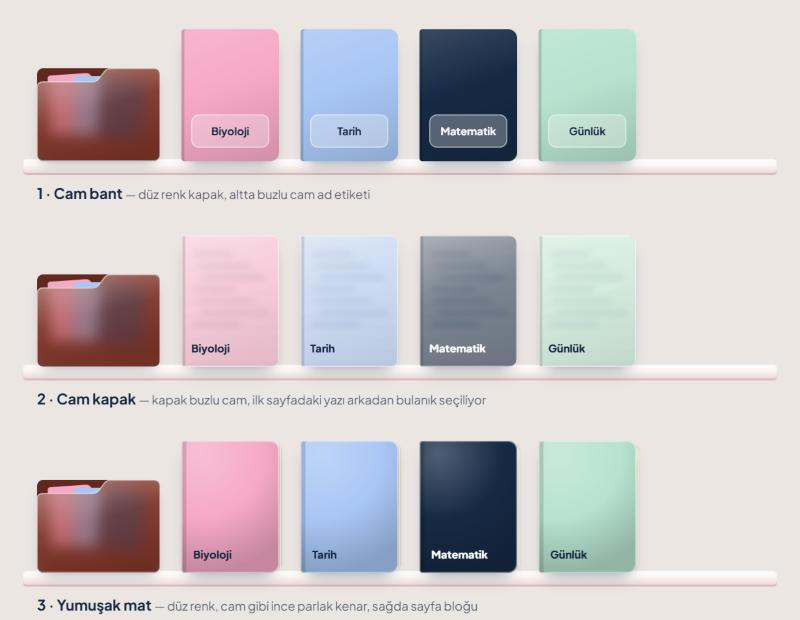 Biyoloji
Tarih
Matematik
Günlük
1 · Cam bant — düz renk kapak, altta buzlu cam ad etiketi
Biyoloji
Tarih
Matematik
Günlük
2 · Cam kapak — kapak buzlu cam, ilk sayfadaki yazı arkadan bulanık seçiliyor
Biyoloji
Tarih
Matematik
Günlük
3 · Yumuşak mat — düz renk, cam gibi ince parlak kenar, sağda sayfa bloğu